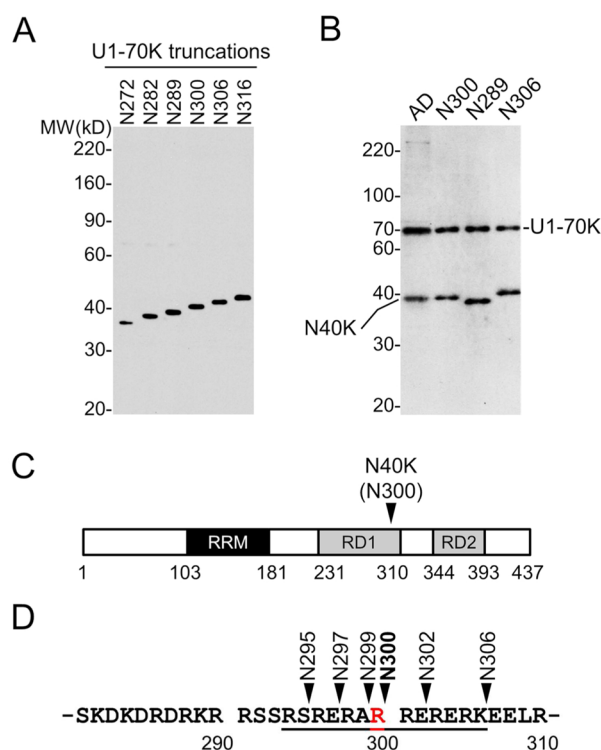 A
U1-70K truncations
N272 N282 N289 N300 N306 N316
MW(kD)
220-
160-
90-
60-
40-
30-
20-
B
AD N300 N289 N306
220-
100-
70- -U1-70K
60-
40-
N40K
30-
20-
C
N40K
(N300)
RRM RD1 RD2
1 103 181 231 310 344 393 437
D
N295 N297 N299 N300 N302 N306
-SKDKDRDRKR RSSRSRERAR RERERKEELR-
290 300 310